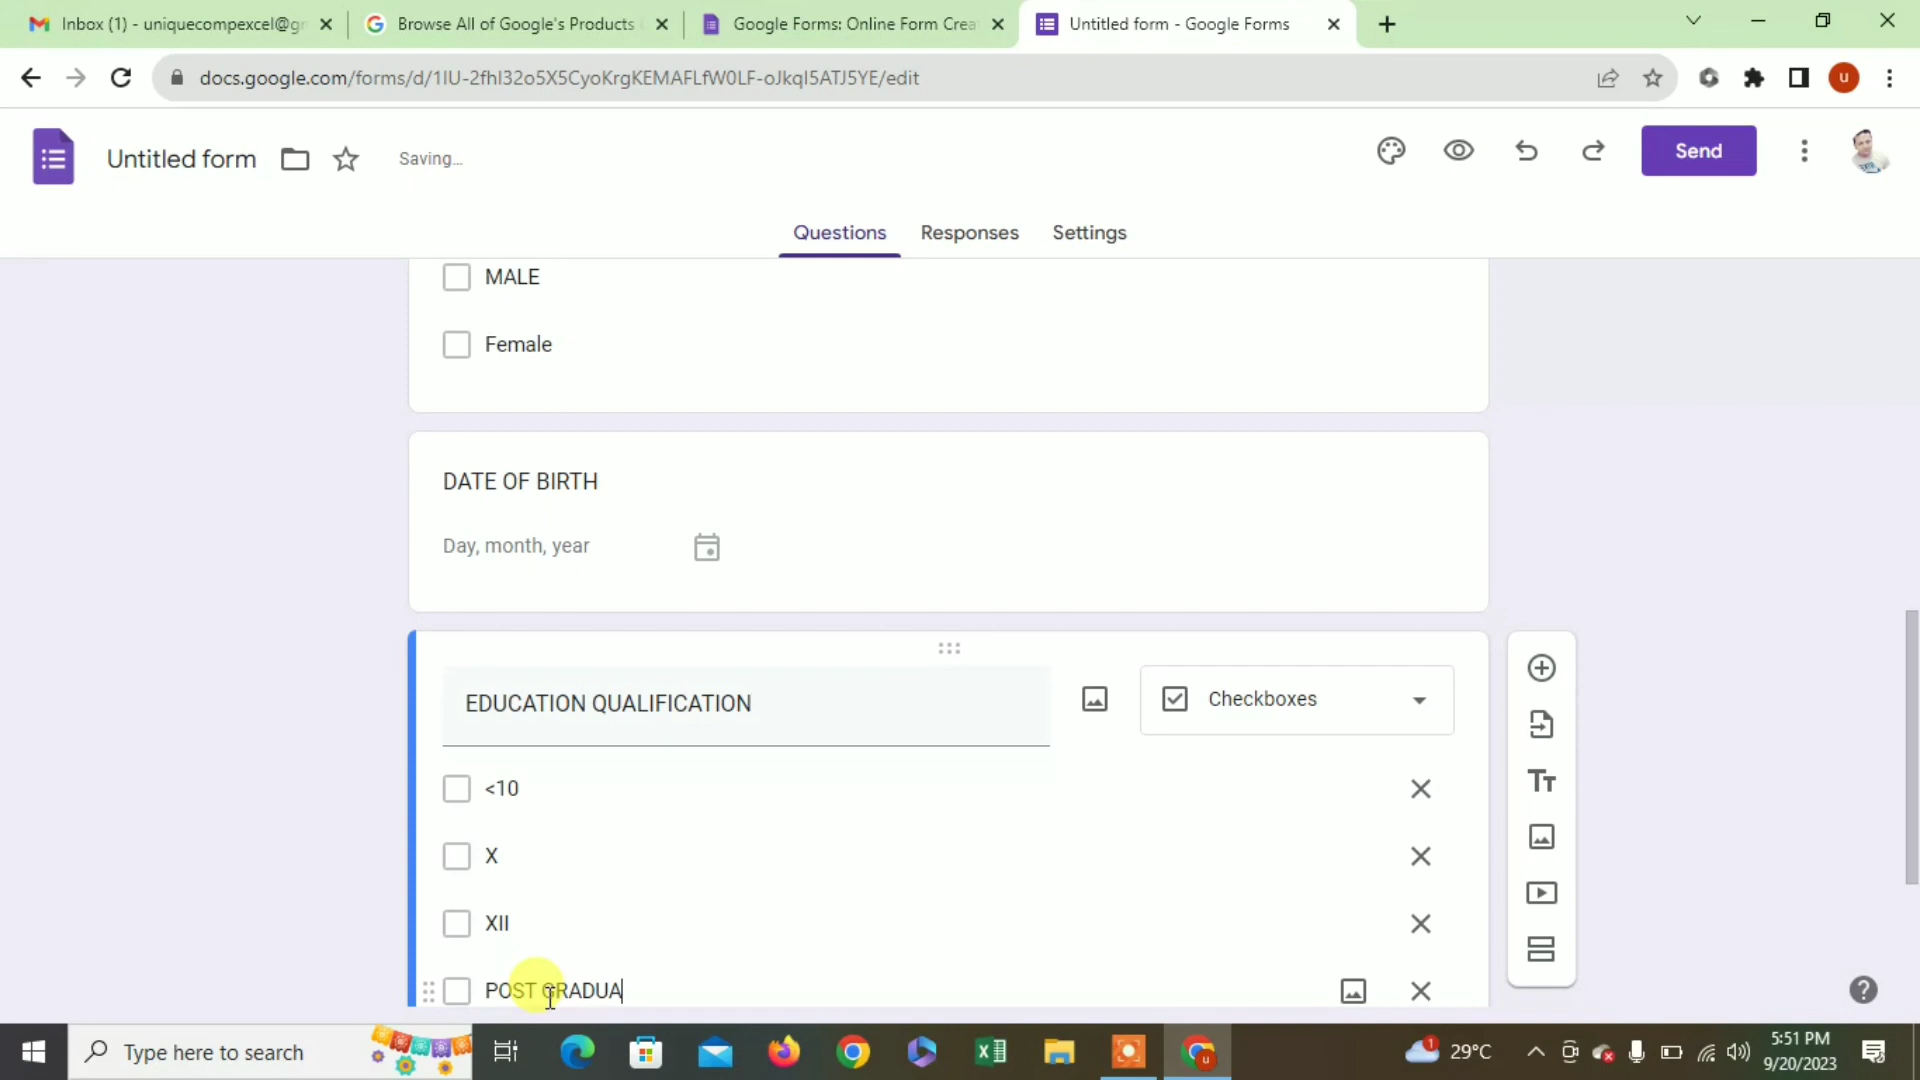 Inbox (1) - uniquecompexcel@gm
Browse All of Google's Products
Google Forms: Online Form Crea
Untitled form - Google Forms
docs.google.com/forms/d/1IU-2fhI32o5X5CyoKrgKEMAFLfW0LF-oJkqI5ATJ5YE/edit
u
Untitled form
Saving...
Send
Questions
Responses
Settings
MALE
Female
DATE OF BIRTH
Day, month, year
EDUCATION QUALIFICATION
Checkboxes
<10
X
XII
POST GRADUA
Type here to search
29°C
5:51 PM
9/20/2023